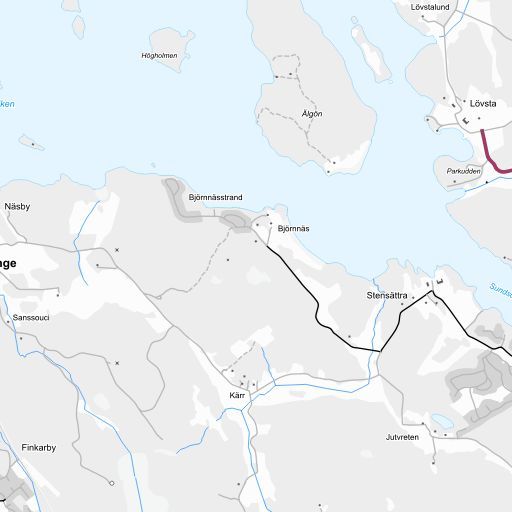 Lövstalund
Högholmen
Lövsta
Älgön
Parkudden
Björnnässtrand
Näsby
Björnnäs
Stensättra
Sanssouci
Kärr
Jutvreten
Finkarby